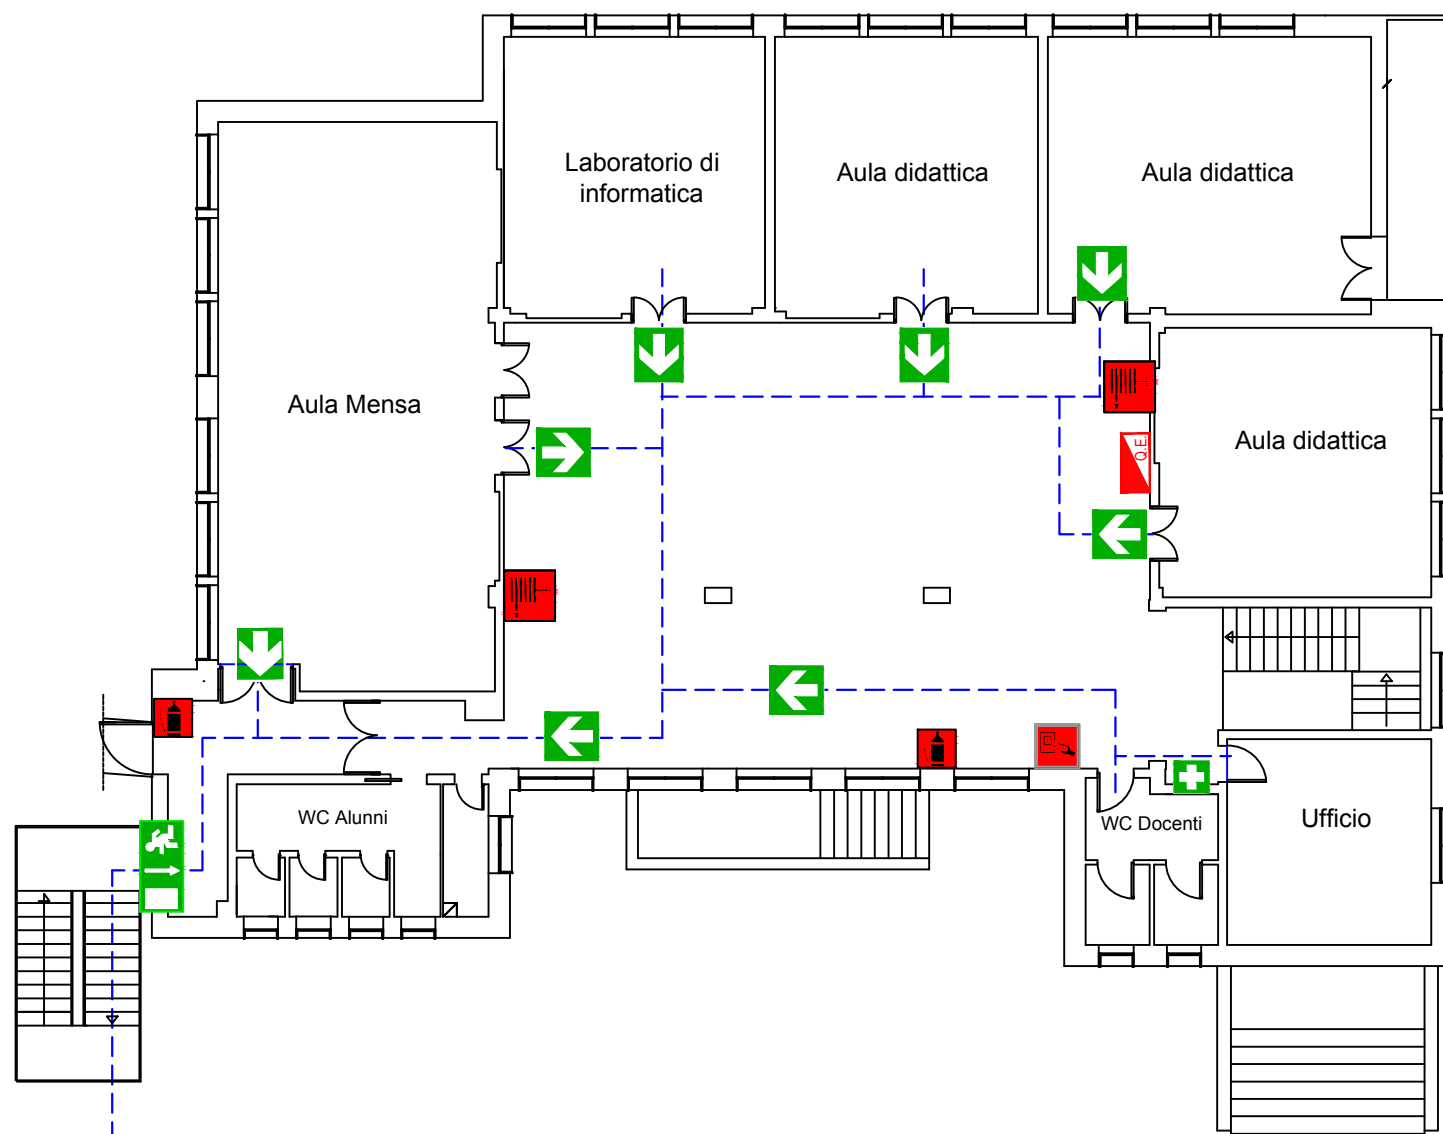 Laboratorio di
informatica
Aula didattica
Aula didattica
Aula Mensa
Aula didattica
Q.E.
WC Alunni
WC Docenti
Ufficio